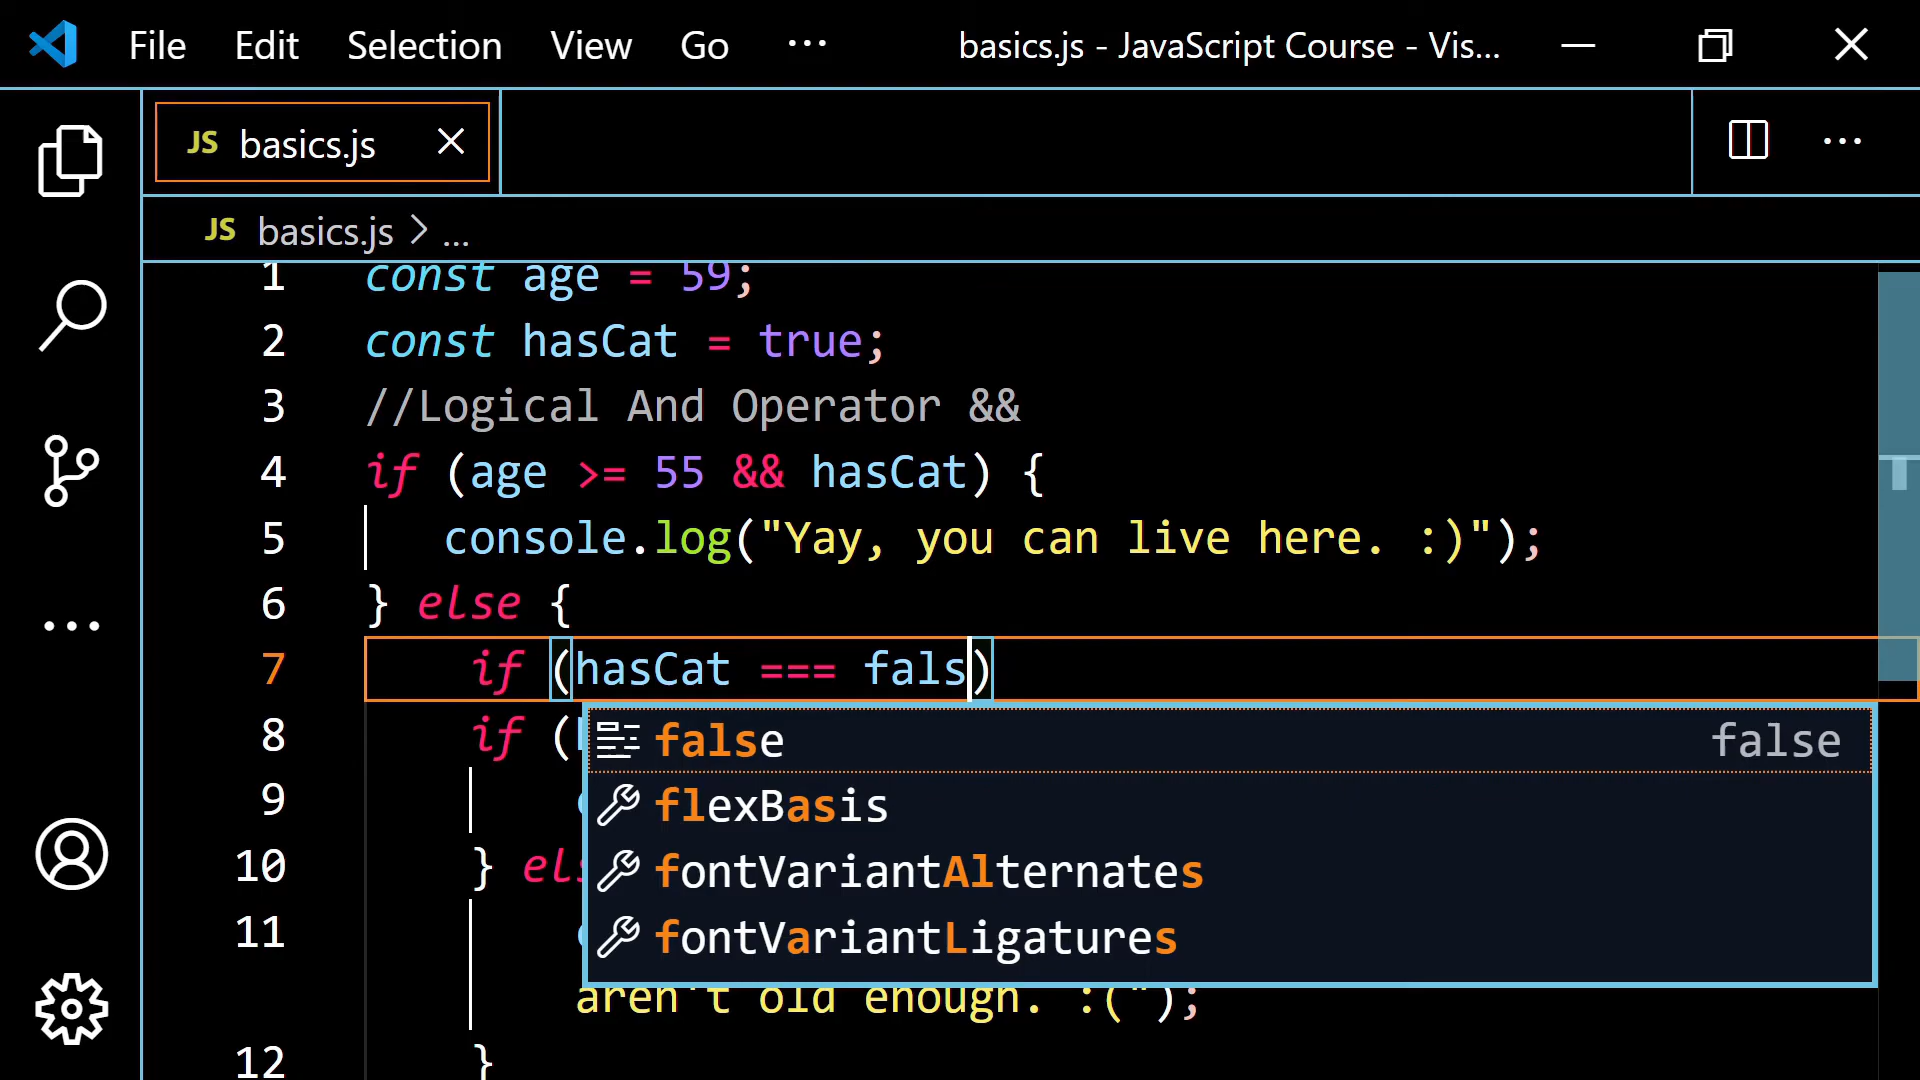 File Edit Selection View Go ··· basics.js - JavaScript Course - Vis...
JS basics.js
JS basics.js > ...
1 const age = 59;
2 const hasCat = true;
3 //Logical And Operator &&
4 if (age >= 55 && hasCat) {
5 console.log("Yay, you can live here. :)");
6 } else {
7 if (hasCat === fals)
8 if (
false false
9
flexBasis
10 } els
fontVariantAlternates
11
fontVariantLigatures
aren't old enough. :(");
12 }